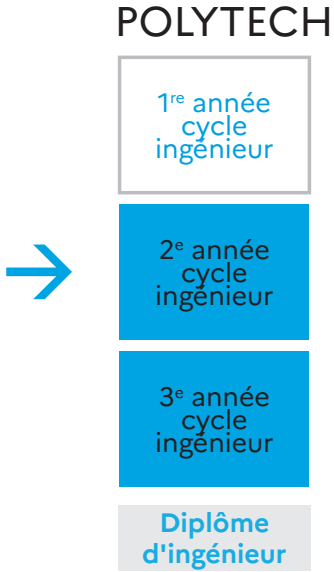 POLYTECH
1re année
cycle
ingénieur
2e année
cycle
ingénieur
3e année
cycle
ingénieur
Diplôme
d'ingénieur